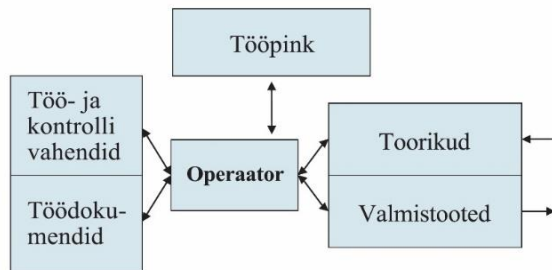 Tööpink
Töö- ja
kontrolli
vahendid
Operaator
Toorikud
Töödoku-
mendid
Valmistooted